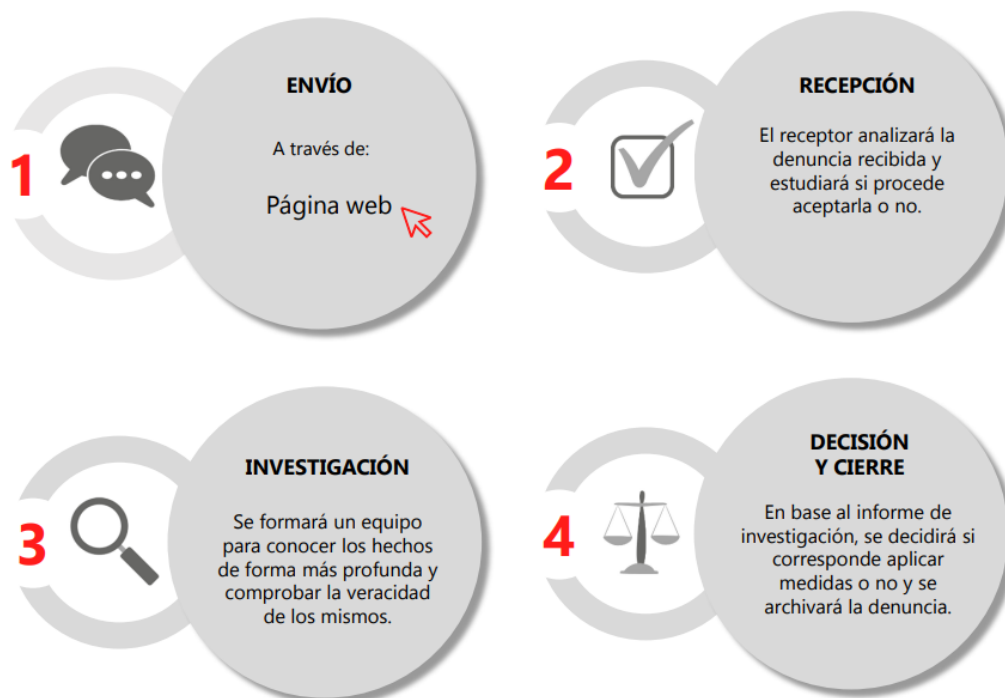 1
ENVÍO
A través de:
Página web
2
RECEPCIÓN
El receptor analizará la
denuncia recibida y
estudiará si procede
aceptarla o no.
3
INVESTIGACIÓN
Se formará un equipo
para conocer los hechos
de forma más profunda y
comprobar la veracidad
de los mismos.
4
DECISIÓN
Y CIERRE
En base al informe de
investigación, se decidirá si
corresponde aplicar
medidas o no y se
archivará la denuncia.